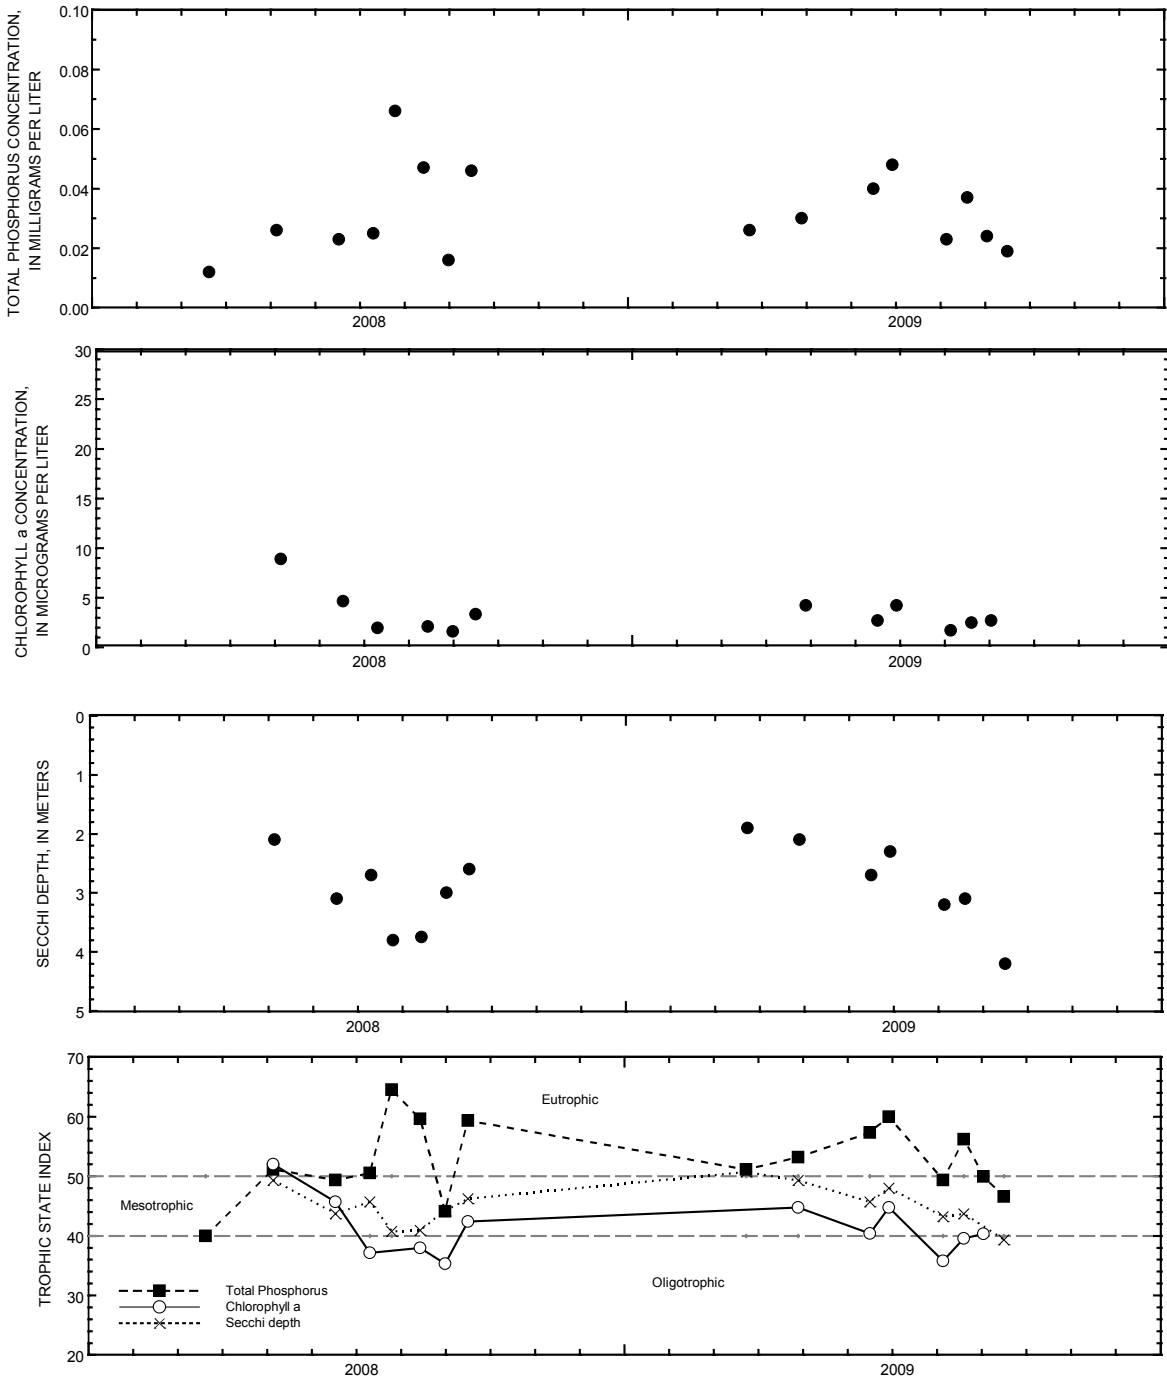 TOTAL PHOSPHORUS CONCENTRATION,
IN MILLIGRAMS PER LITER
0.10
0.08
0.06
0.04
0.02
0.00
2008
2009
CHLOROPHYLL a CONCENTRATION,
IN MICROGRAMS PER LITER
30
25
20
15
10
5
0
2008
2009
SECCHI DEPTH, IN METERS
0
1
2
3
4
5
2008
2009
TROPHIC STATE INDEX
70
60
50
40
30
20
Eutrophic
Mesotrophic
Oligotrophic
Total Phosphorus
Chlorophyll a
Secchi depth
2008
2009